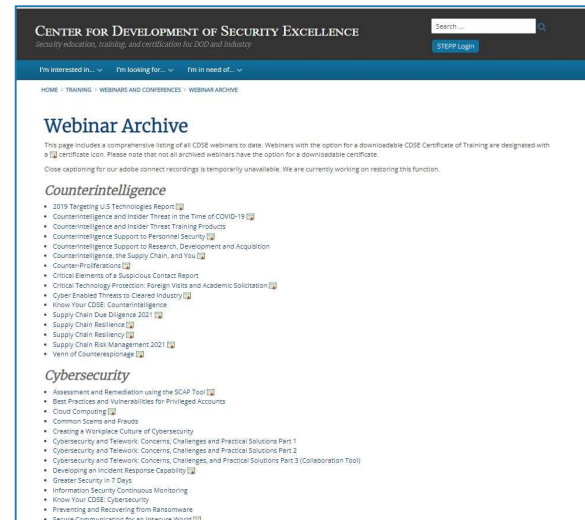 CENTER FOR DEVELOPMENT OF SECURITY EXCELLENCE
Security education, training, and certification for DOD and Industry
Search ...
STEPP Login
I'm interested in...
I'm looking for...
I'm in need of...
HOME > TRAINING > WEBINARS AND CONFERENCES > WEBINAR ARCHIVE
Webinar Archive
This page includes a comprehensive listing of all CDSE webinars to date. Webinars with the option for a downloadable CDSE Certificate of Training are designated with
a certificate icon. Please note that not all archived webinars have the option for a downloadable certificate.
Close captioning for our adobe connect recordings is temporarily unavailable. We are currently working on restoring this function.
Counterintelligence
• 2019 Targeting U.S Technologies Report
• Counterintelligence and Insider Threat in the Time of COVID-19
• Counterintelligence and Insider Threat Training Products
• Counterintelligence Support to Personnel Security
• Counterintelligence Support to Research, Development and Acquisition
• Counterintelligence, the Supply Chain, and You
• Counter-Proliferations
• Critical Elements of a Suspicious Contact Report
• Critical Technology Protection: Foreign Visits and Academic Solicitation
• Cyber Enabled Threats to Cleared Industry
• Know Your CDSE: Counterintelligence
• Supply Chain Due Diligence 2021
• Supply Chain Resilience
• Supply Chain Resiliency
• Supply Chain Risk Management 2021
• Venn of Counterespionage
Cybersecurity
• Assessment and Remediation using the SCAP Tool
• Best Practices and Vulnerabilities for Privileged Accounts
• Cloud Computing
• Common Scams and Frauds
• Creating a Workplace Culture of Cybersecurity
• Cybersecurity and Telework: Concerns, Challenges and Practical Solutions Part 1
• Cybersecurity and Telework: Concerns, Challenges and Practical Solutions Part 2
• Cybersecurity and Telework: Concerns, Challenges, and Practical Solutions Part 3 (Collaboration Tool)
• Developing an Incident Response Capability
• Greater Security in 7 Days
• Information Security Continuous Monitoring
• Know Your CDSE: Cybersecurity
• Preventing and Recovering from Ransomware
• Secure Communication for an Insecure World